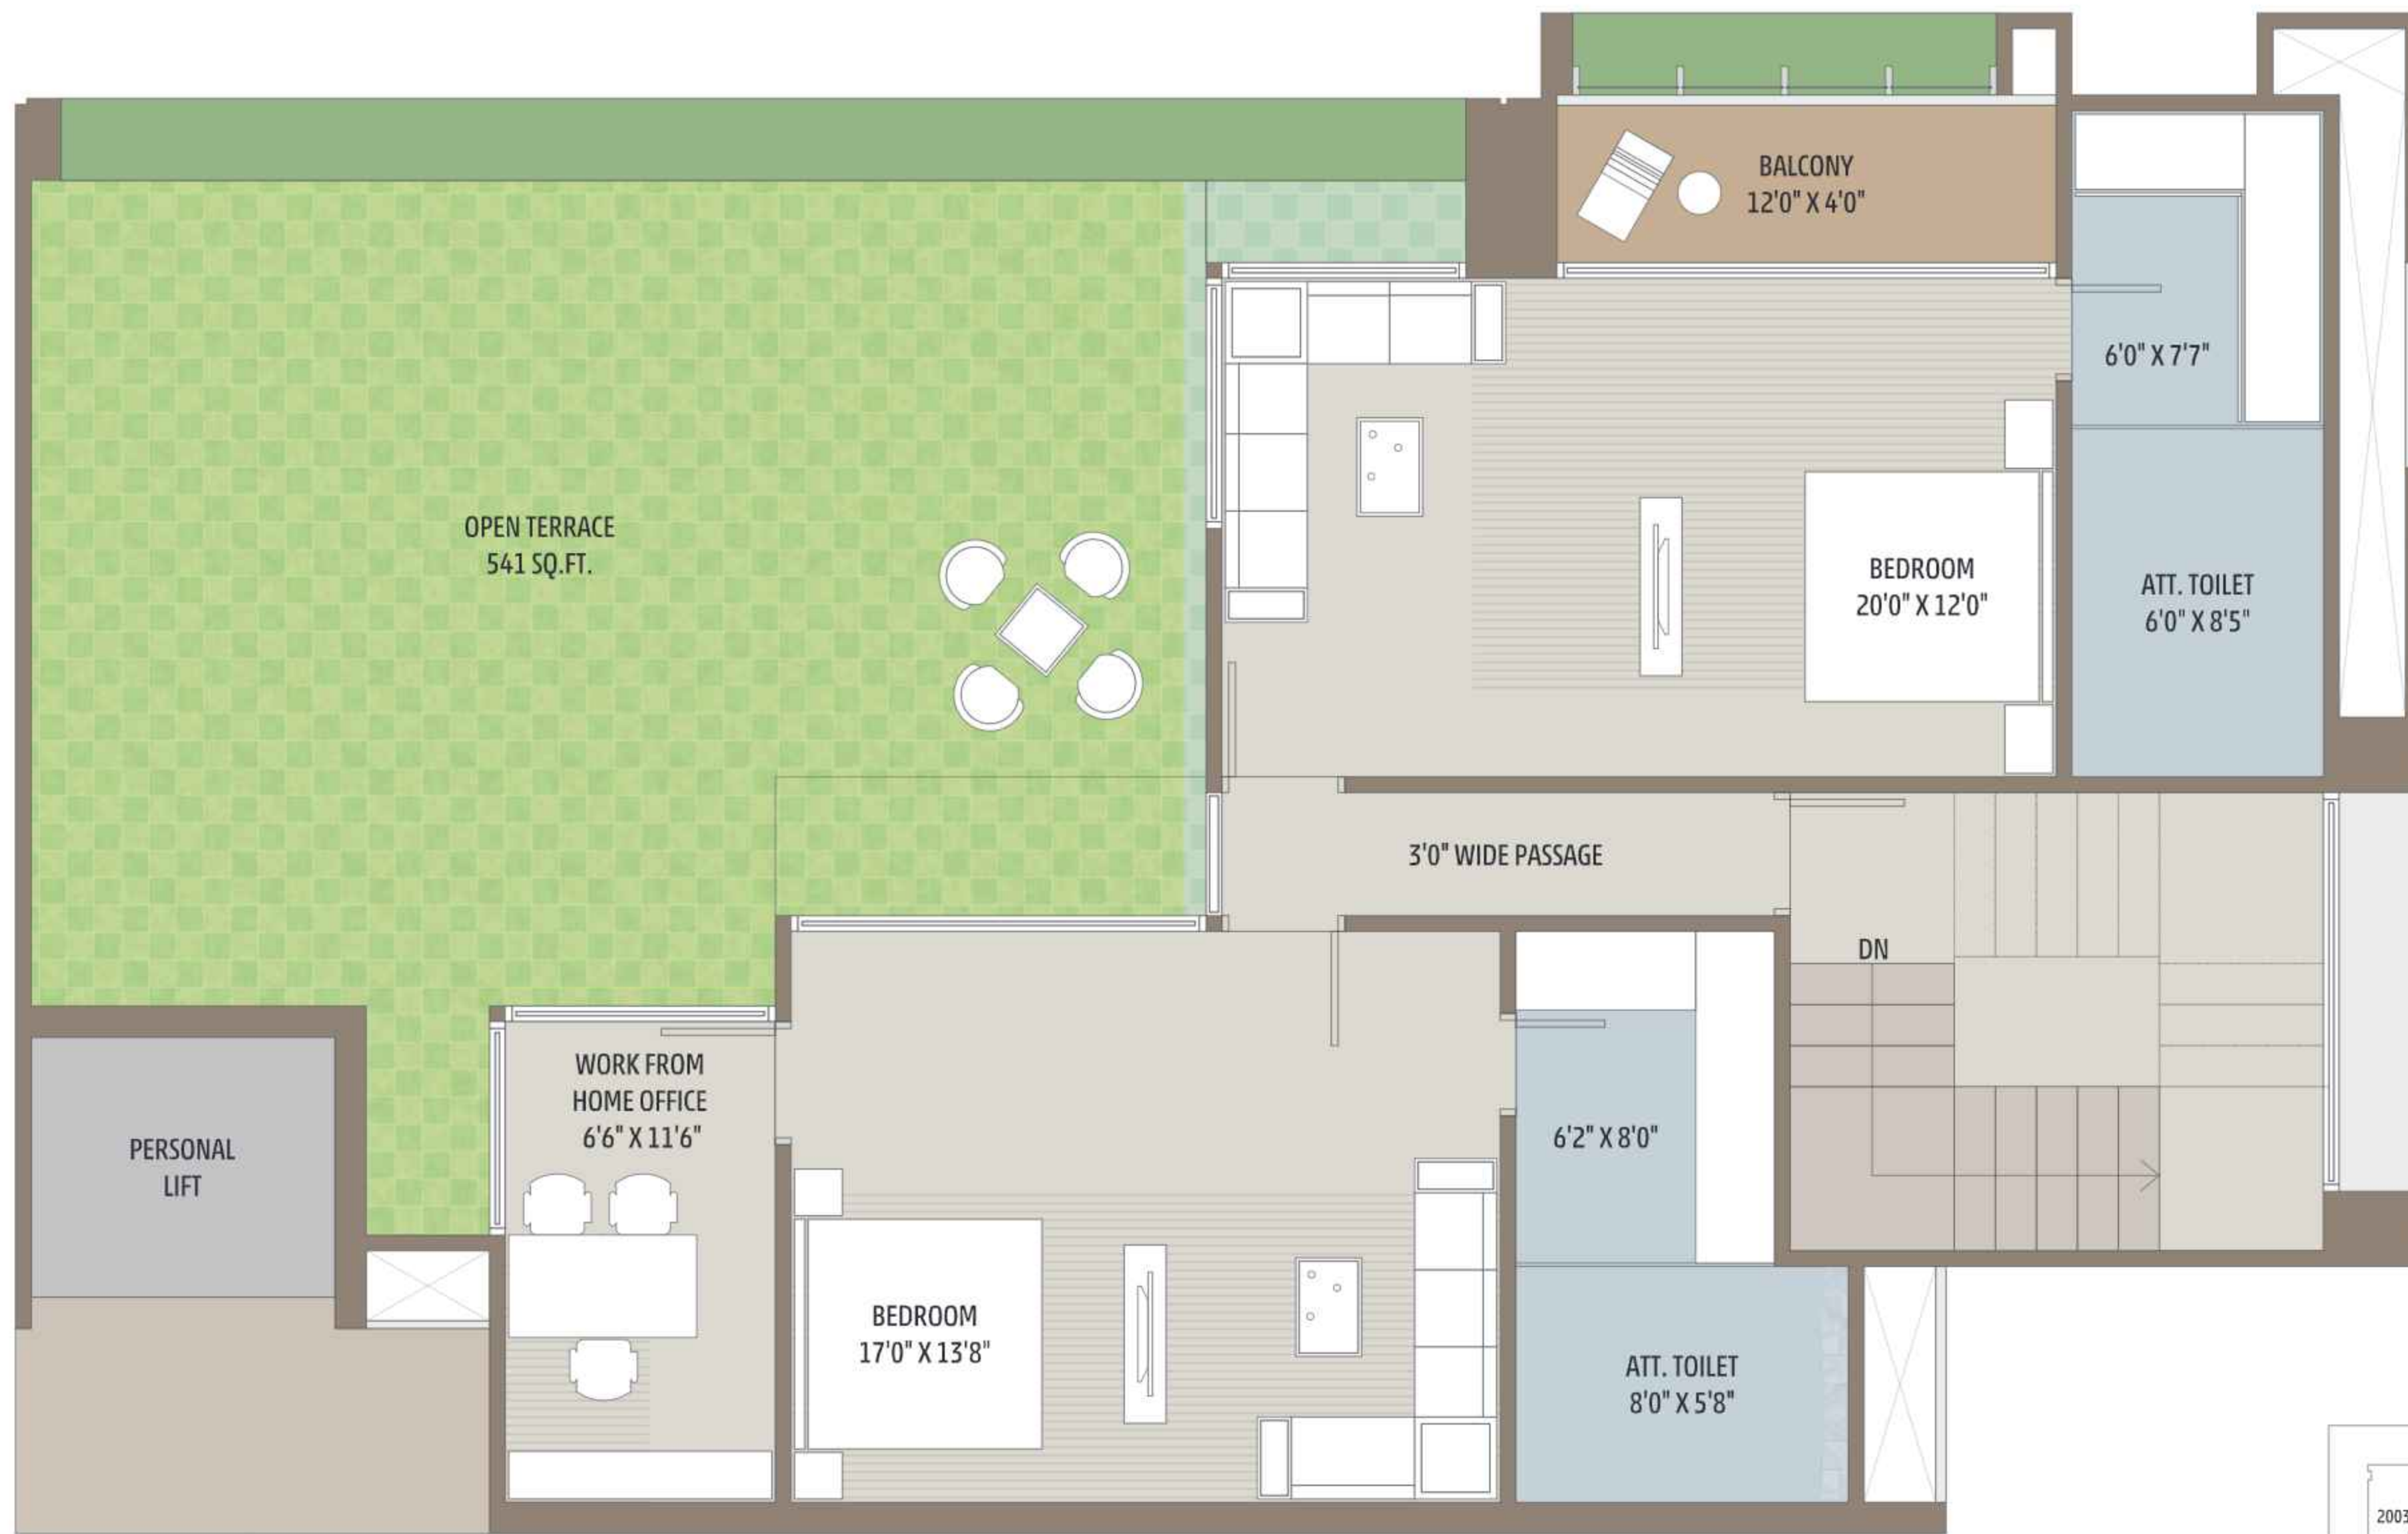 BALCONY
12'0" X 4'0"
6'0" X 7'7"
OPEN TERRACE
541 SQ.FT.
BEDROOM
20'0" X 12'0"
ATT. TOILET
6'0" X 8'5"
3'0" WIDE PASSAGE
DN
WORK FROM
HOME OFFICE
6'6" X 11'6"
PERSONAL
LIFT
6'2" X 8'0"
BEDROOM
17'0" X 13'8"
ATT. TOILET
8'0" X 5'8"
2003